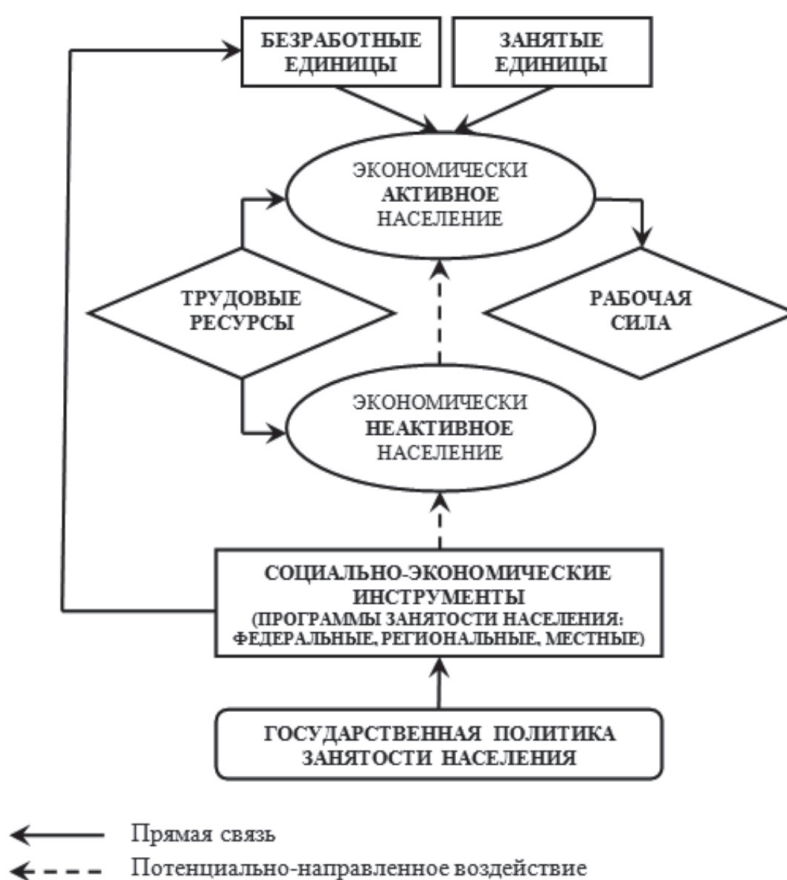 БЕЗРАБОТНЫЕ
ЕДИНИЦЫ
ЗАНЯТЫЕ
ЕДИНИЦЫ
ЭКОНОМИЧЕСКИ
АКТИВНОЕ
НАСЕЛЕНИЕ
ТРУДОВЫЕ
РЕСУРСЫ
РАБОЧАЯ
СИЛА
ЭКОНОМИЧЕСКИ
НЕАКТИВНОЕ
НАСЕЛЕНИЕ
СОЦИАЛЬНО-ЭКОНОМИЧЕСКИЕ
ИНСТРУМЕНТЫ
(ПРОГРАММЫ ЗАНЯТОСТИ НАСЕЛЕНИЯ:
ФЕДЕРАЛЬНЫЕ, РЕГИОНАЛЬНЫЕ, МЕСТНЫЕ)
ГОСУДАРСТВЕННАЯ ПОЛИТИКА
ЗАНЯТОСТИ НАСЕЛЕНИЯ
Прямая связь
Потенциально-направленное воздействие